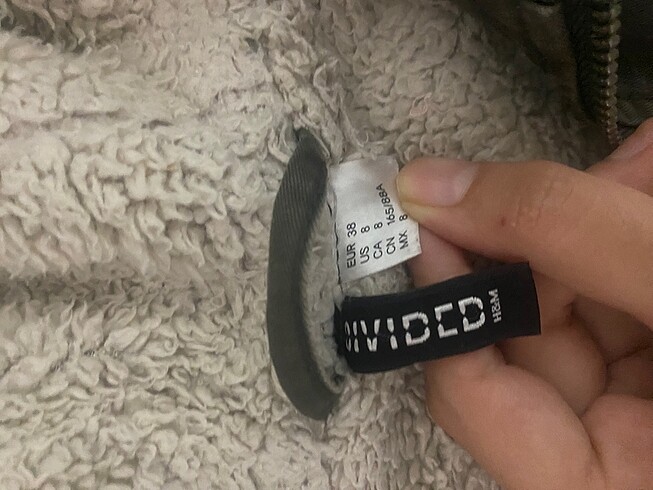 EUR 38
US 8
CA 8
CN 165/88A
MX 8
DIVIDED
H&M